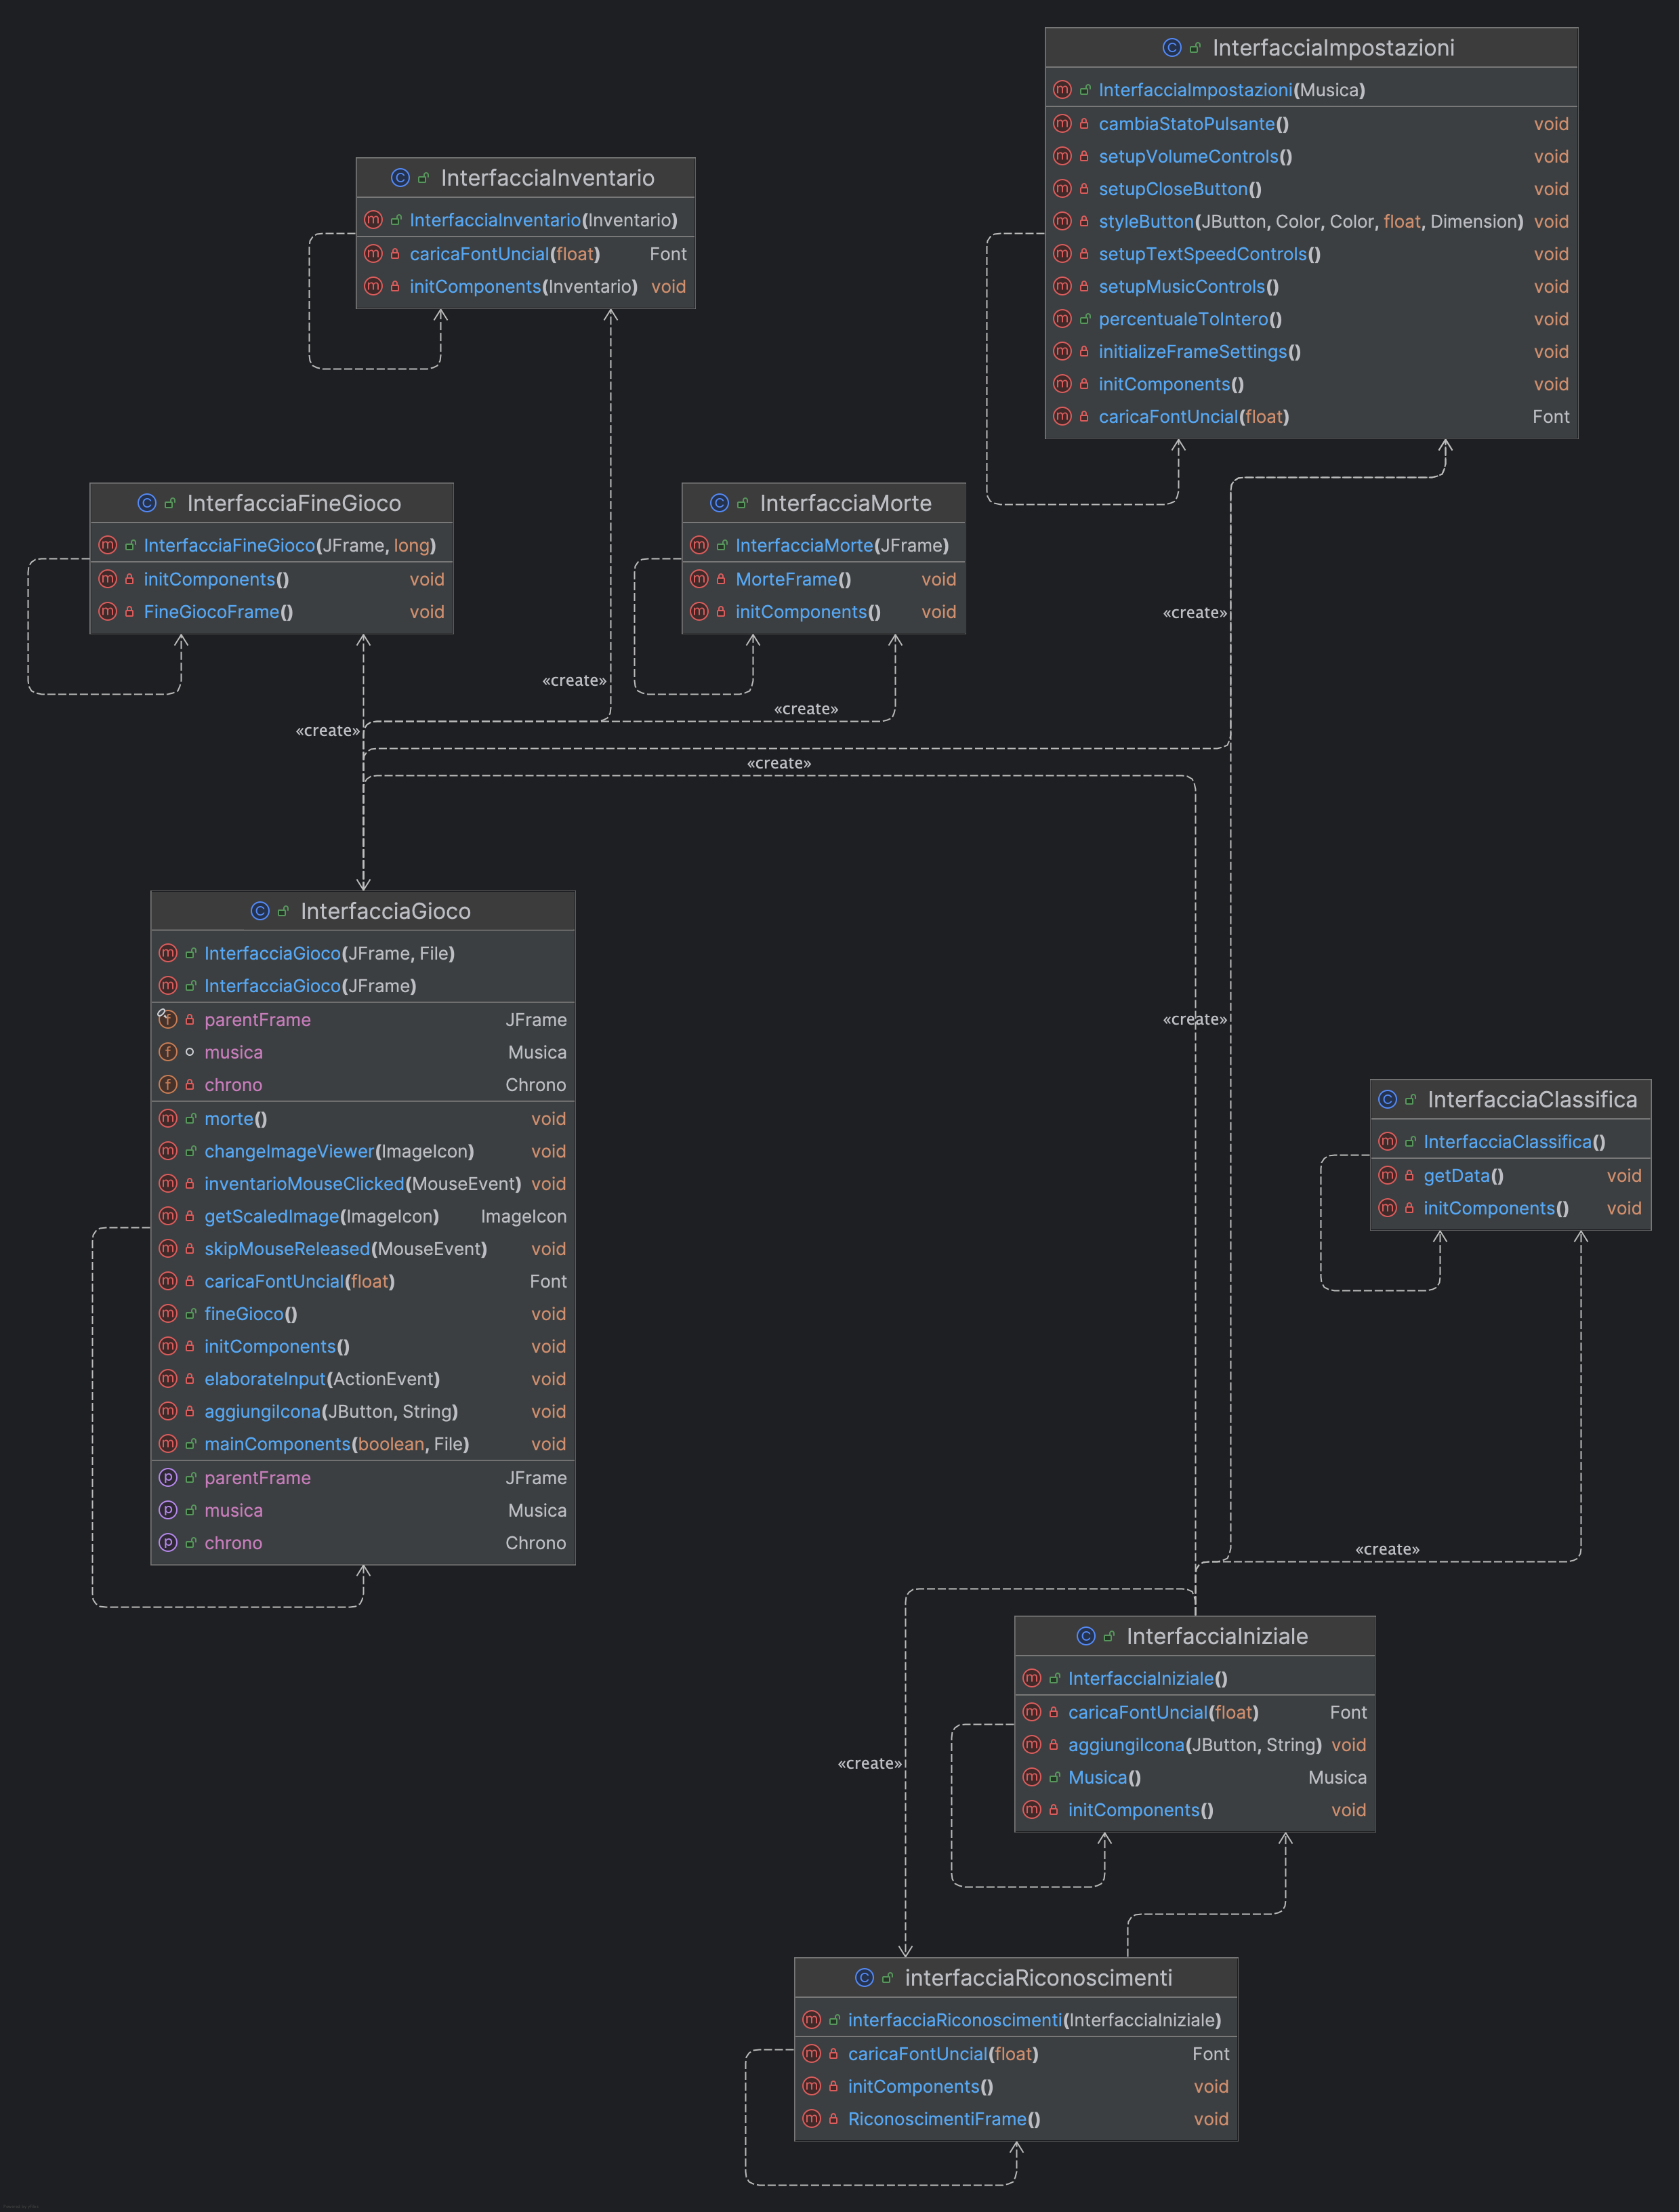 InterfacciaImpostazioni
InterfacciaImpostazioni(Musica)
cambiaStatoPulsante() void
setupVolumeControls() void
setupCloseButton() void
styleButton(JButton, Color, Color, float, Dimension) void
setupTextSpeedControls() void
setupMusicControls() void
percentualeToIntero() void
initializeFrameSettings() void
initComponents() void
caricaFontUncial(float) Font
InterfacciaInventario
InterfacciaInventario(Inventario)
caricaFontUncial(float) Font
initComponents(Inventario) void
InterfacciaFineGioco
InterfacciaFineGioco(JFrame, long)
initComponents() void
FineGiocoFrame() void
InterfacciaMorte
InterfacciaMorte(JFrame)
MorteFrame() void
initComponents() void
«create»
«create»
«create»
«create»
«create»
InterfacciaGioco
InterfacciaGioco(JFrame, File)
InterfacciaGioco(JFrame)
parentFrame JFrame
musica Musica
chrono Chrono
morte() void
changeImageViewer(ImageIcon) void
inventarioMouseClicked(MouseEvent) void
getScaledImage(ImageIcon) ImageIcon
skipMouseReleased(MouseEvent) void
caricaFontUncial(float) Font
fineGioco() void
initComponents() void
elaborateInput(ActionEvent) void
aggiungiIcona(JButton, String) void
mainComponents(boolean, File) void
parentFrame JFrame
musica Musica
chrono Chrono
«create»
InterfacciaClassifica
InterfacciaClassifica()
getData() void
initComponents() void
«create»
InterfacciaIniziale
InterfacciaIniziale()
caricaFontUncial(float) Font
aggiungiIcona(JButton, String) void
Musica() Musica
initComponents() void
«create»
interfacciaRiconoscimenti
interfacciaRiconoscimenti(InterfacciaIniziale)
caricaFontUncial(float) Font
initComponents() void
RiconoscimentiFrame() void